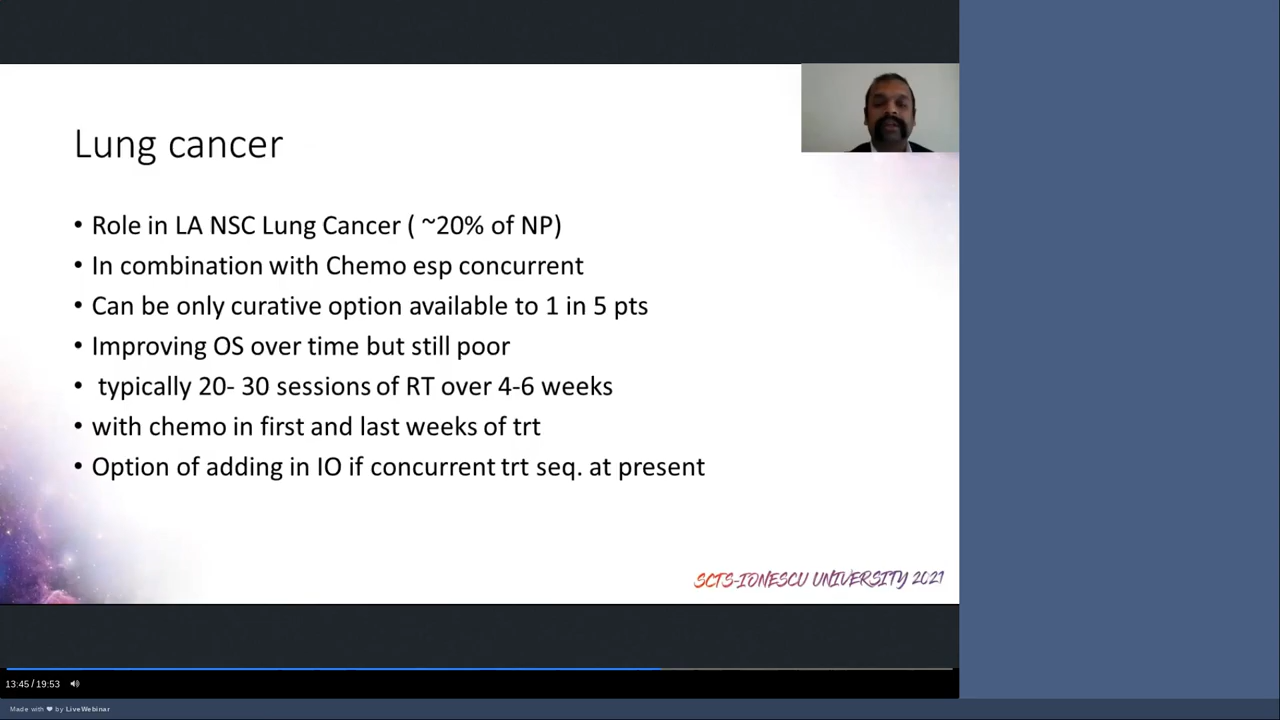 Lung cancer
• Role in LA NSC Lung Cancer ( ~20% of NP)
• In combination with Chemo esp concurrent
• Can be only curative option available to 1 in 5 pts
• Improving OS over time but still poor
• typically 20- 30 sessions of RT over 4-6 weeks
• with chemo in first and last weeks of trt
• Option of adding in IO if concurrent trt seq. at present
SCTS-IONESCU UNIVERSITY 2021
13:45 / 19:53
Made with ❤ by LiveWebinar